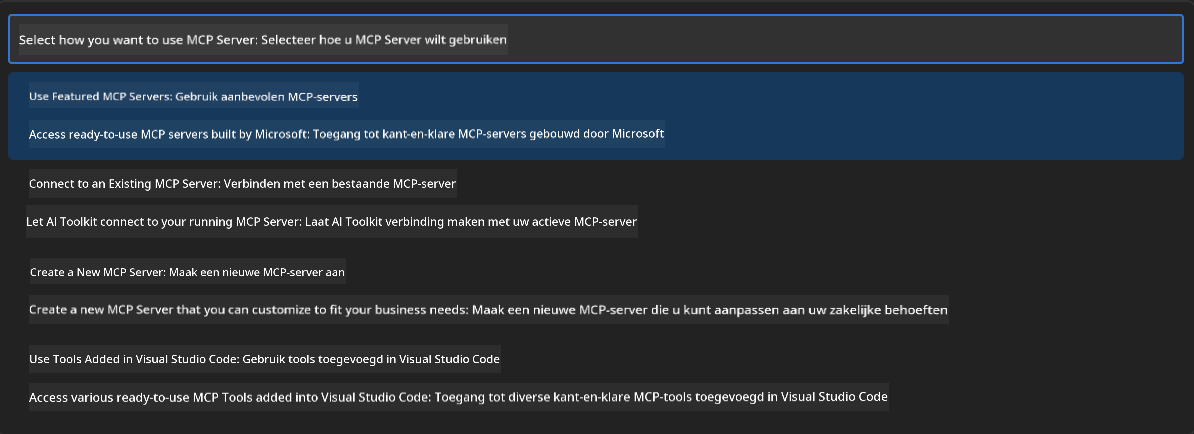 Select how you want to use MCP Server: Selecteer hoe u MCP Server wilt gebruiken
Use Featured MCP Servers: Gebruik aanbevolen MCP-servers
Access ready-to-use MCP servers built by Microsoft: Toegang tot kant-en-klare MCP-servers gebouwd door Microsoft
Connect to an Existing MCP Server: Verbinden met een bestaande MCP-server
Let AI Toolkit connect to your running MCP Server: Laat AI Toolkit verbinding maken met uw actieve MCP-server
Create a New MCP Server: Maak een nieuwe MCP-server aan
Create a new MCP Server that you can customize to fit your business needs: Maak een nieuwe MCP-server die u kunt aanpassen aan uw zakelijke behoeften
Use Tools Added in Visual Studio Code: Gebruik tools toegevoegd in Visual Studio Code
Access various ready-to-use MCP Tools added into Visual Studio Code: Toegang tot diverse kant-en-klare MCP-tools toegevoegd in Visual Studio Code